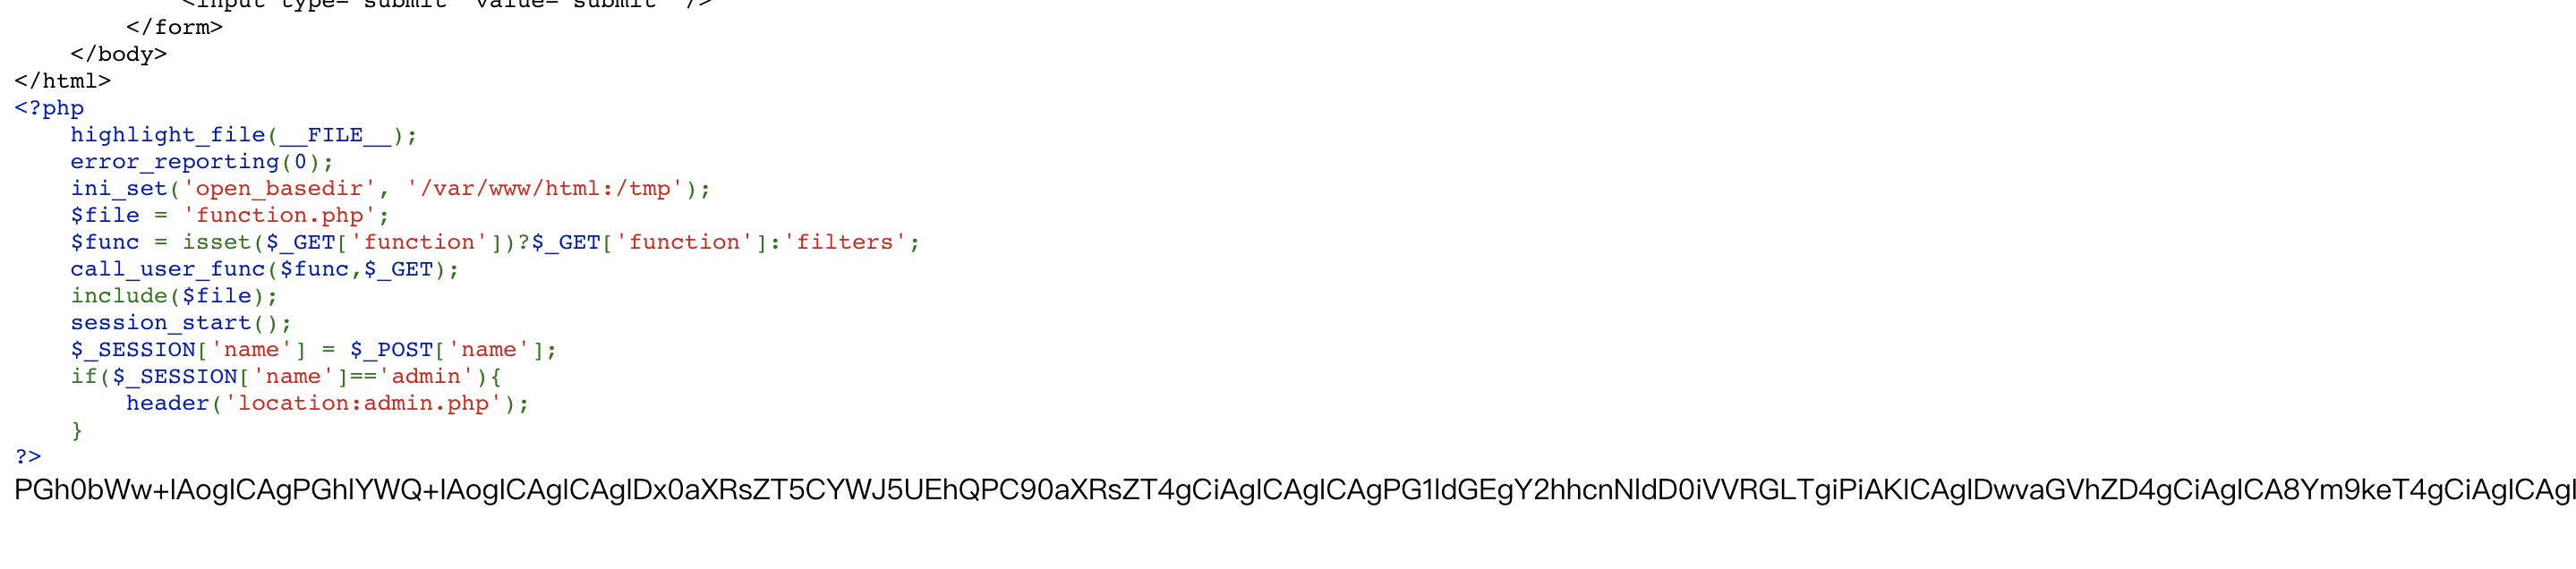 <input type="submit" value="submit" />
</form>
</body>
</html>
<?php
highlight_file(__FILE__);
error_reporting(0);
ini_set('open_basedir', '/var/www/html:/tmp');
$file = 'function.php';
$func = isset($_GET['function'])?$_GET['function']:'filters';
call_user_func($func,$_GET);
include($file);
session_start();
$_SESSION['name'] = $_POST['name'];
if($_SESSION['name']=='admin'){
header('location:admin.php');
}
?>
PGh0bWw+IAogICAgPGhlYWQ+IAogICAgICAgIDx0aXRsZT5CYWJ5UEhQPC90aXRsZT4gCiAgICAgICAgPG1ldGEgY2hhcnNldD0iVVRGLTgiPiAKICAgIDwvaGVhZD4gCiAgICA8Ym9keT4gCiAgICAgI